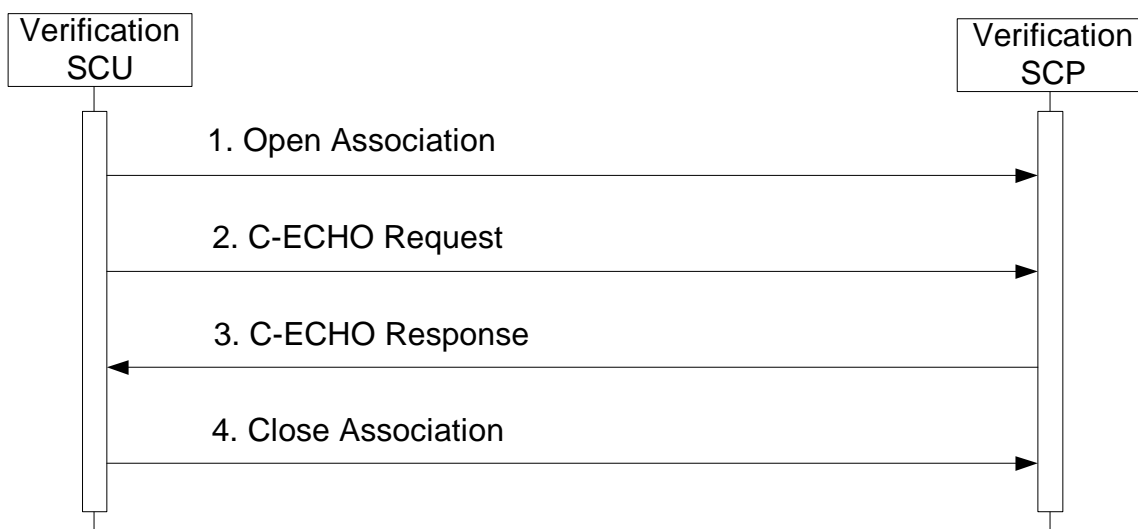 Verification
SCU
Verification
SCP
1. Open Association
2. C-ECHO Request
3. C-ECHO Response
4. Close Association